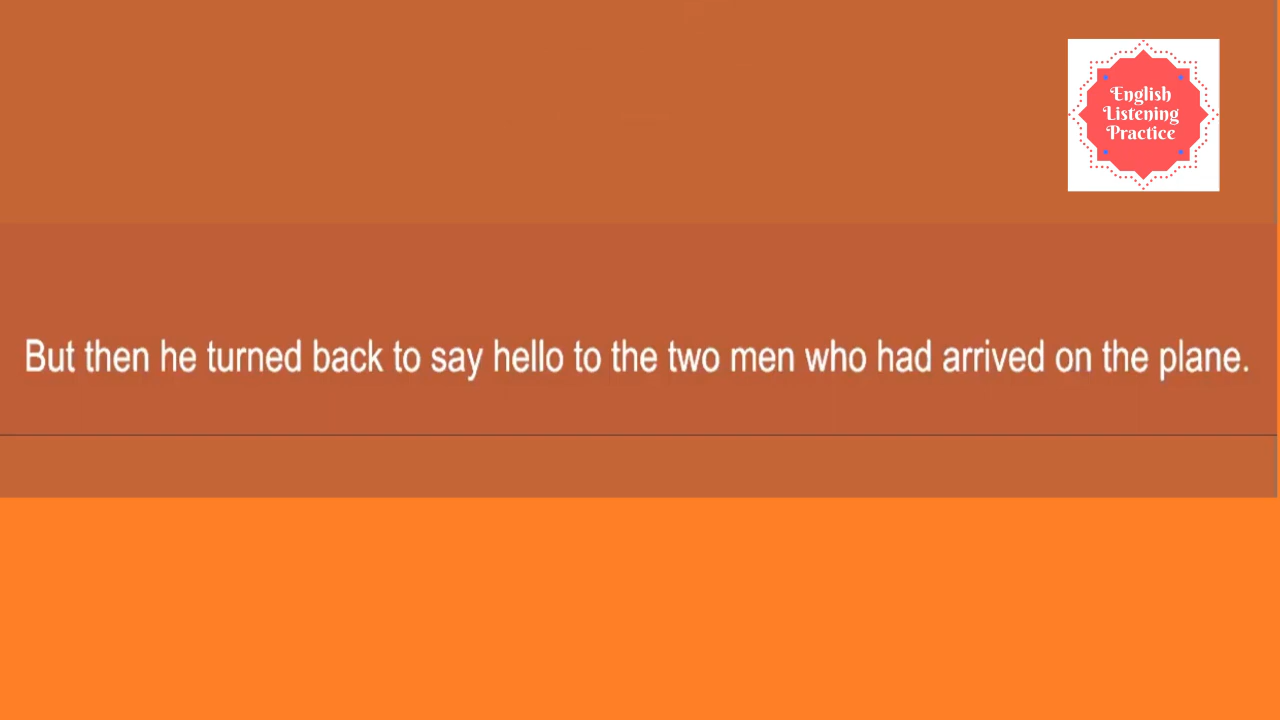 English
Listening
Practice
But then he turned back to say hello to the two men who had arrived on the plane.